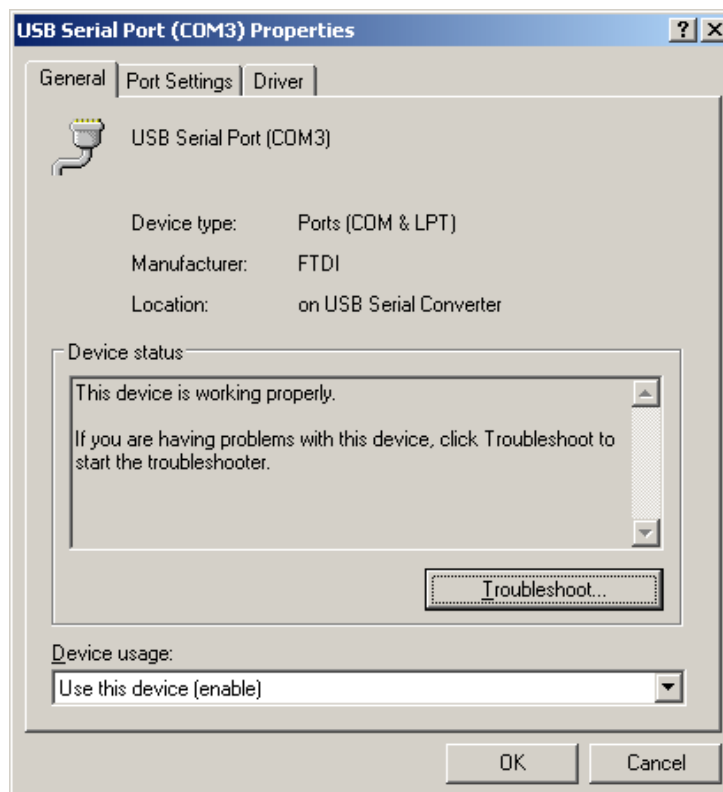 USB Serial Port (COM3) Properties
General Port Settings Driver
USB Serial Port (COM3)
Device type: Ports (COM & LPT)
Manufacturer: FTDI
Location: on USB Serial Converter
Device status
This device is working properly.
If you are having problems with this device, click Troubleshoot to
start the troubleshooter.
Troubleshoot...
Device usage:
Use this device (enable)
OK Cancel